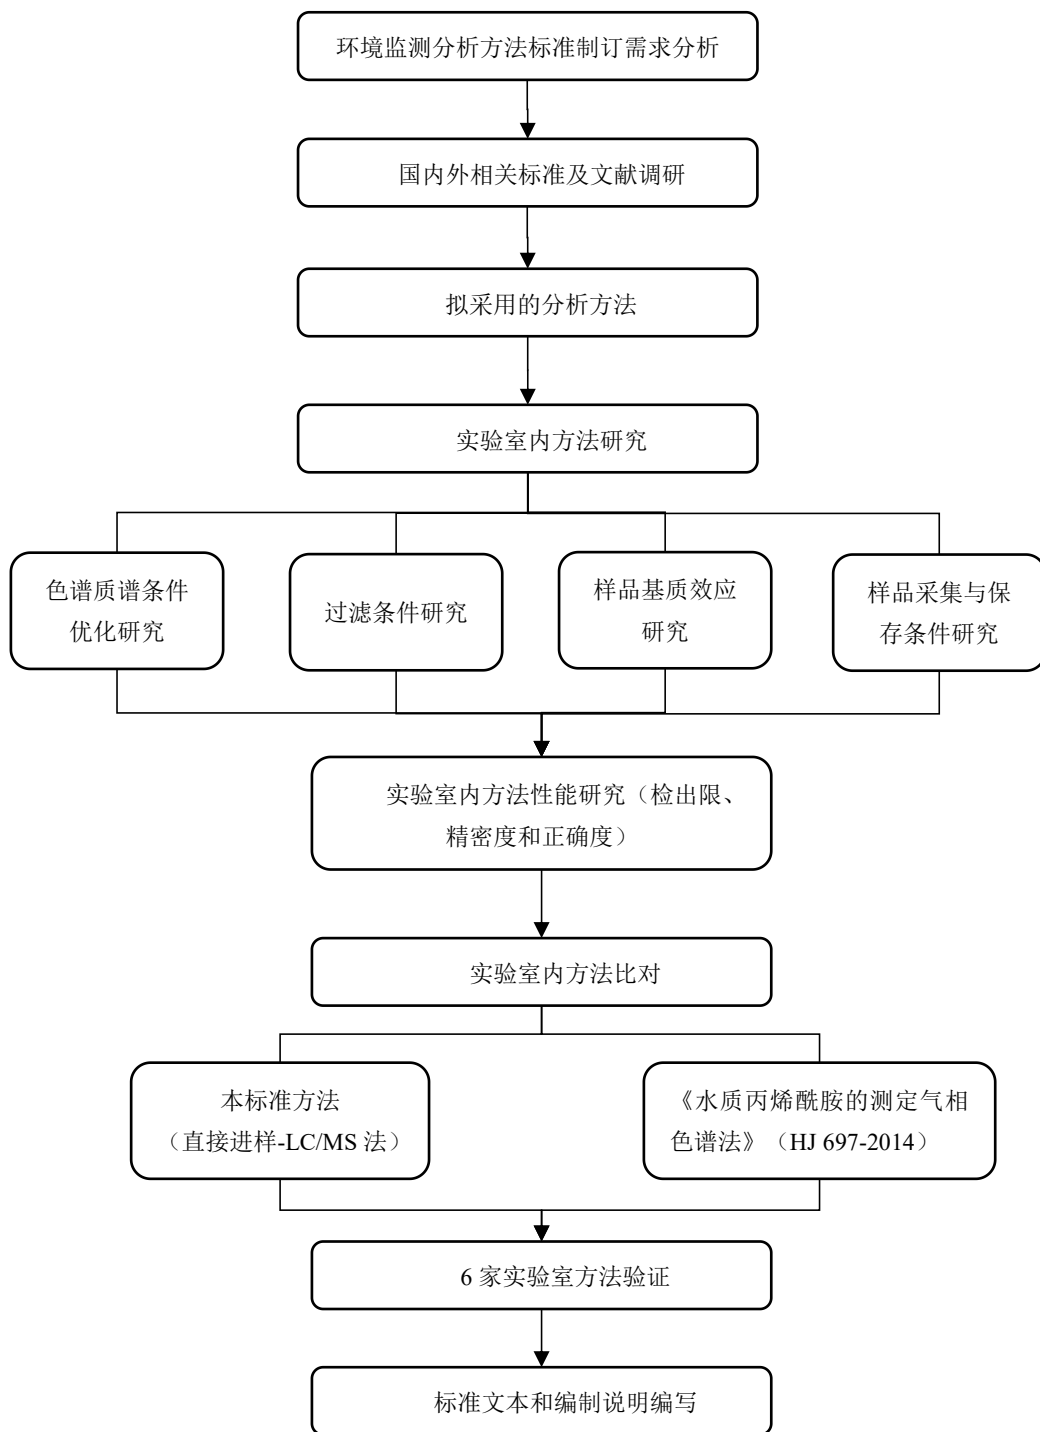 环境监测分析方法标准制订需求分析
国内外相关标准及文献调研
拟采用的分析方法
实验室内方法研究
色谱质谱条件
优化研究
过滤条件研究
样品基质效应
研究
样品采集与保
存条件研究
实验室内方法性能研究（检出限、
精密度和正确度）
实验室内方法比对
本标准方法
（直接进样-LC/MS 法）
《水质丙烯酰胺的测定气相
色谱法》（HJ 697-2014）
6 家实验室方法验证
标准文本和编制说明编写